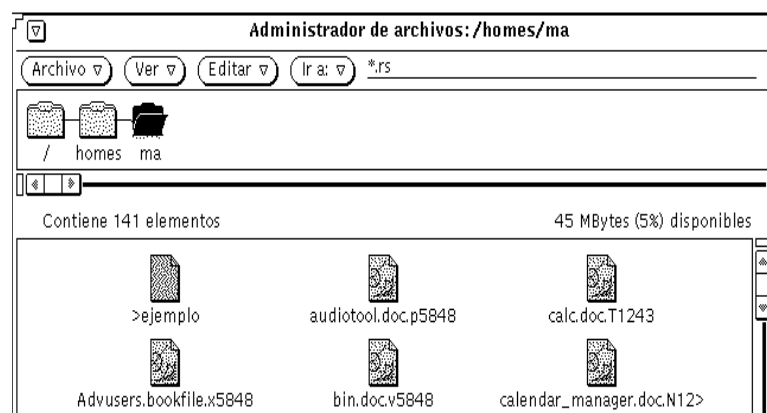 Administrador de archivos: /homes/ma
Archivo Ver Editar Ir a: *.rs
/ homes ma
Contiene 141 elementos 45 MBytes (5%) disponibles
>ejemplo audiotool.doc.p5848 calc.doc.T1243
Advusers.bookfile.x5848 bin.doc.v5848 calendar_manager.doc.N12>